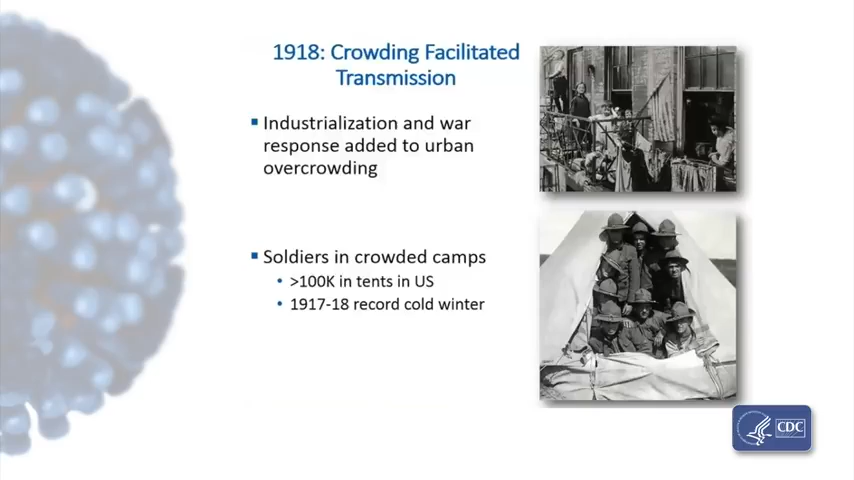 1918: Crowding Facilitated
Transmission
▪ Industrialization and war
response added to urban
overcrowding
▪ Soldiers in crowded camps
• >100K in tents in US
• 1917-18 record cold winter
CDC